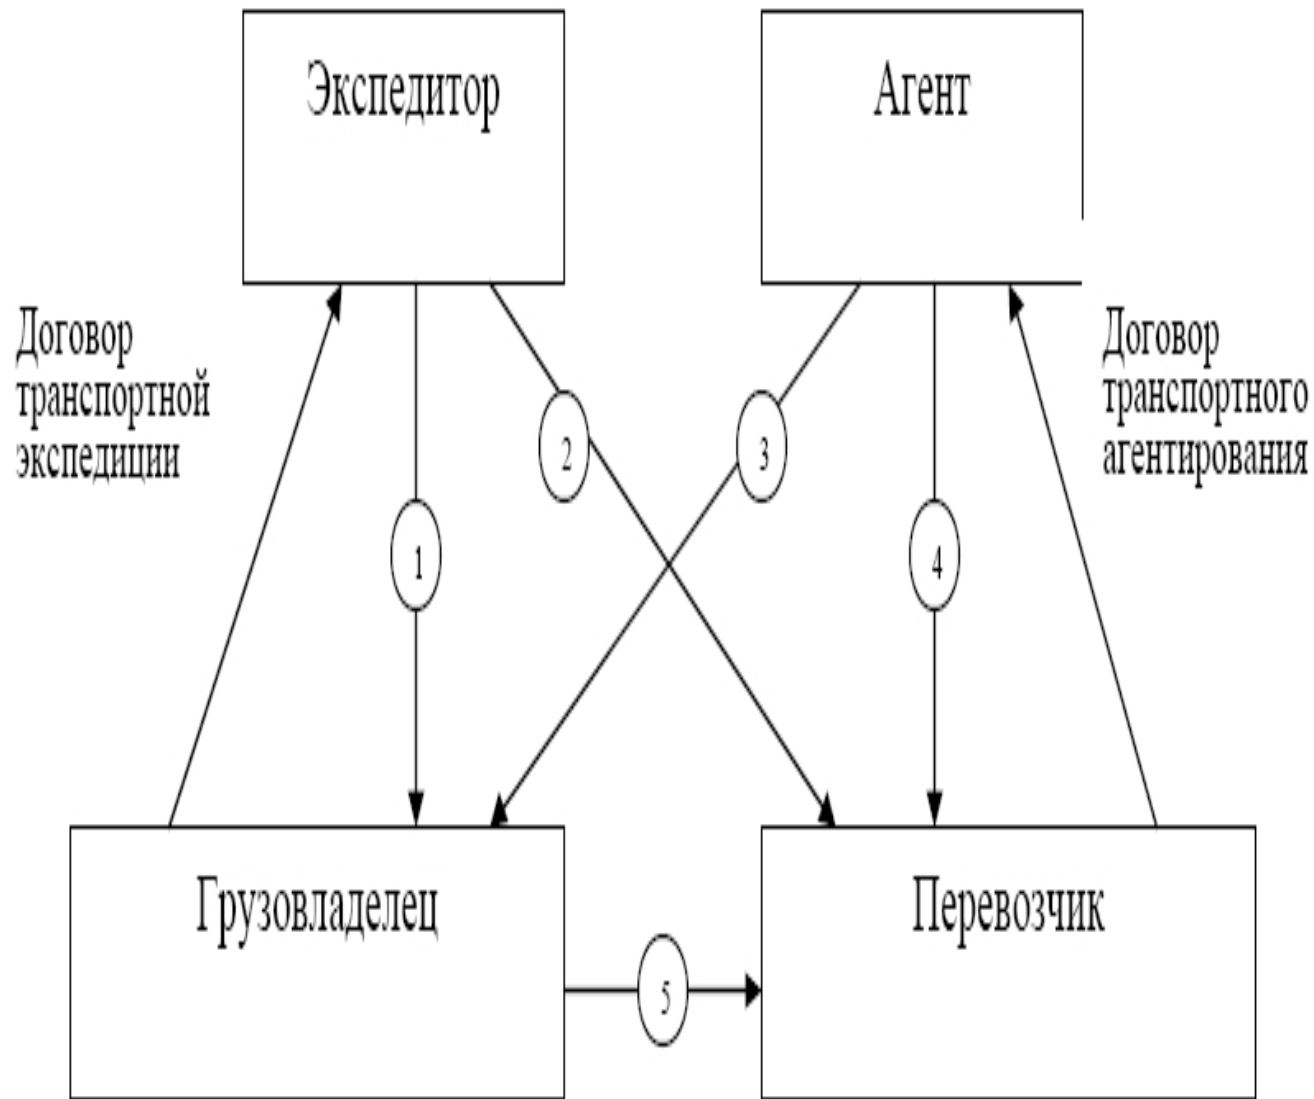 Экспедитор
Агент
Договор
транспортной
экспедиции
Договор
транспортного
агентирования
2
3
1
4
Грузовладелец
Перевозчик
5